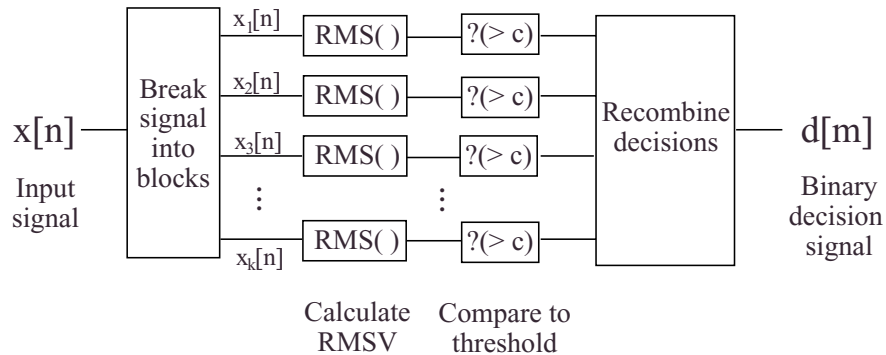 x[n]
Input
signal
Break
signal
into
blocks
x1[n]
RMS( )
?(> c)
x2[n]
RMS( )
?(> c)
x3[n]
RMS( )
?(> c)
⋮
⋮
xk[n]
RMS( )
?(> c)
Calculate
RMSV
Compare to
threshold
Recombine
decisions
d[m]
Binary
decision
signal